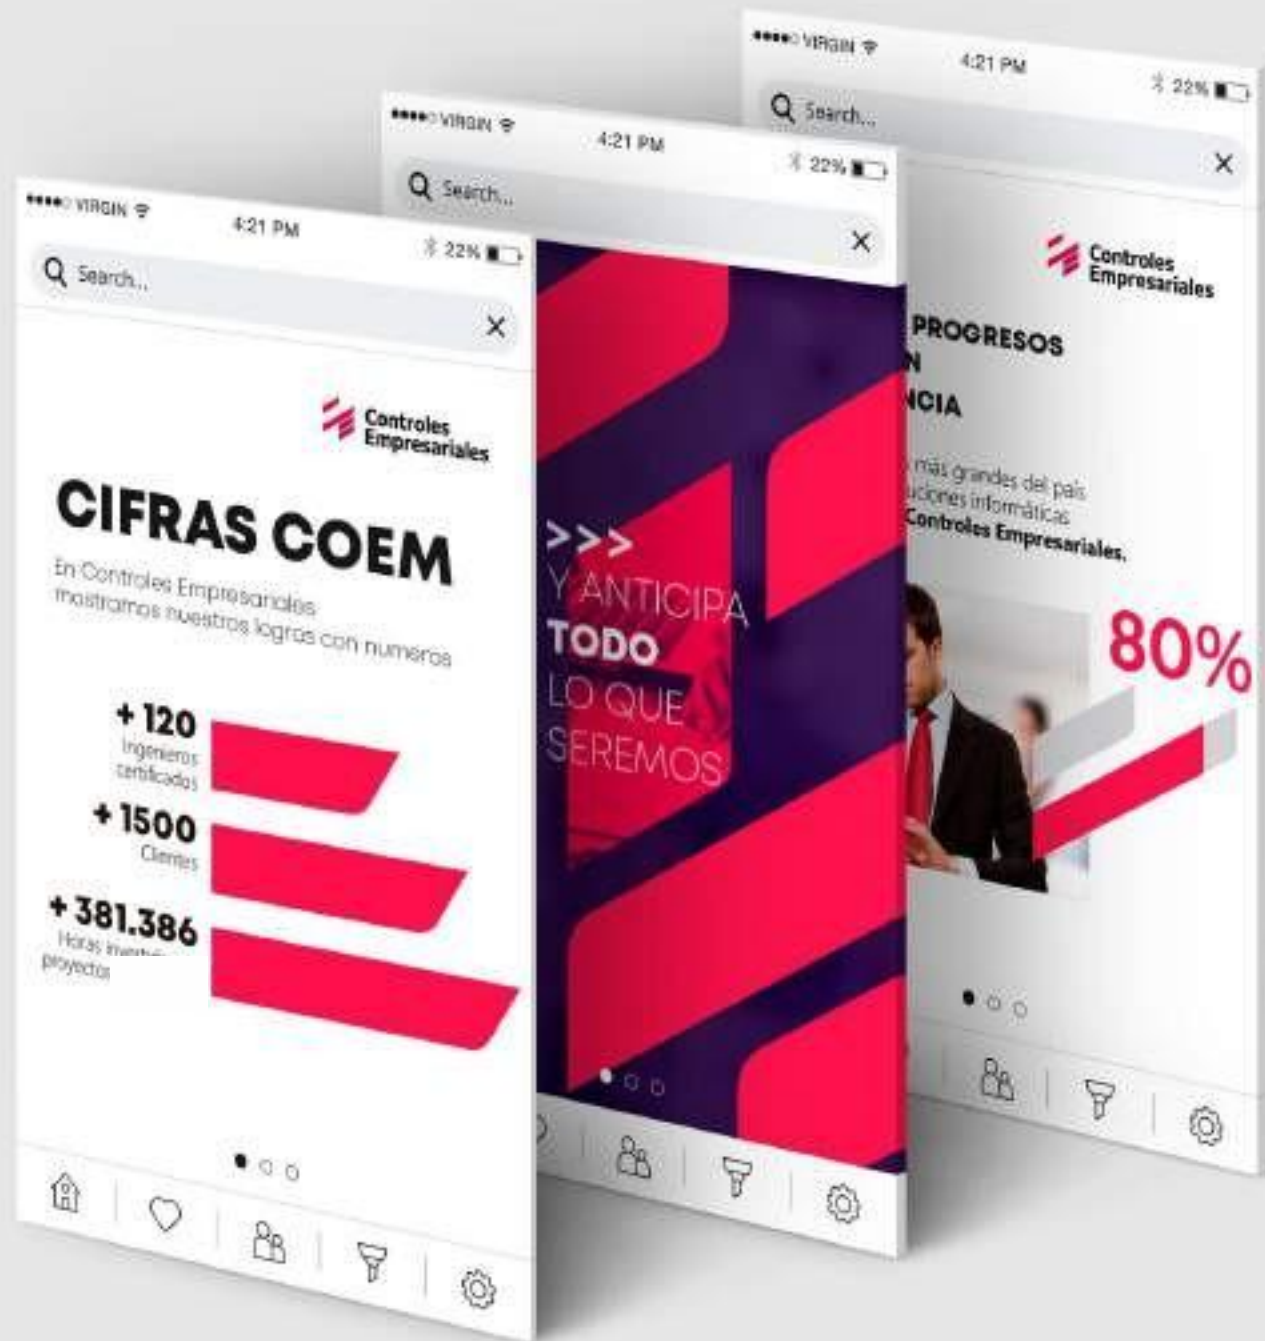 VIRGIN 4:21 PM 22%
Search...
Controles
Empresariales
CIFRAS COEM
En Controles Empresariales
mostramos nuestros logros con numeros
+ 120
Ingenieros
certificados
+ 1500
Clientes
+ 381.386
Horas
proyectos
VIRGIN 4:21 PM 22%
Search...
>>>
Y ANTICIPA
TODO
LO QUE
SEREMOS
VIRGIN 4:21 PM 22%
Search...
Controles
Empresariales
PROGRESOS
N
NCIA
más grandes del país
uciones informáticas
Controles Empresariales.
80%